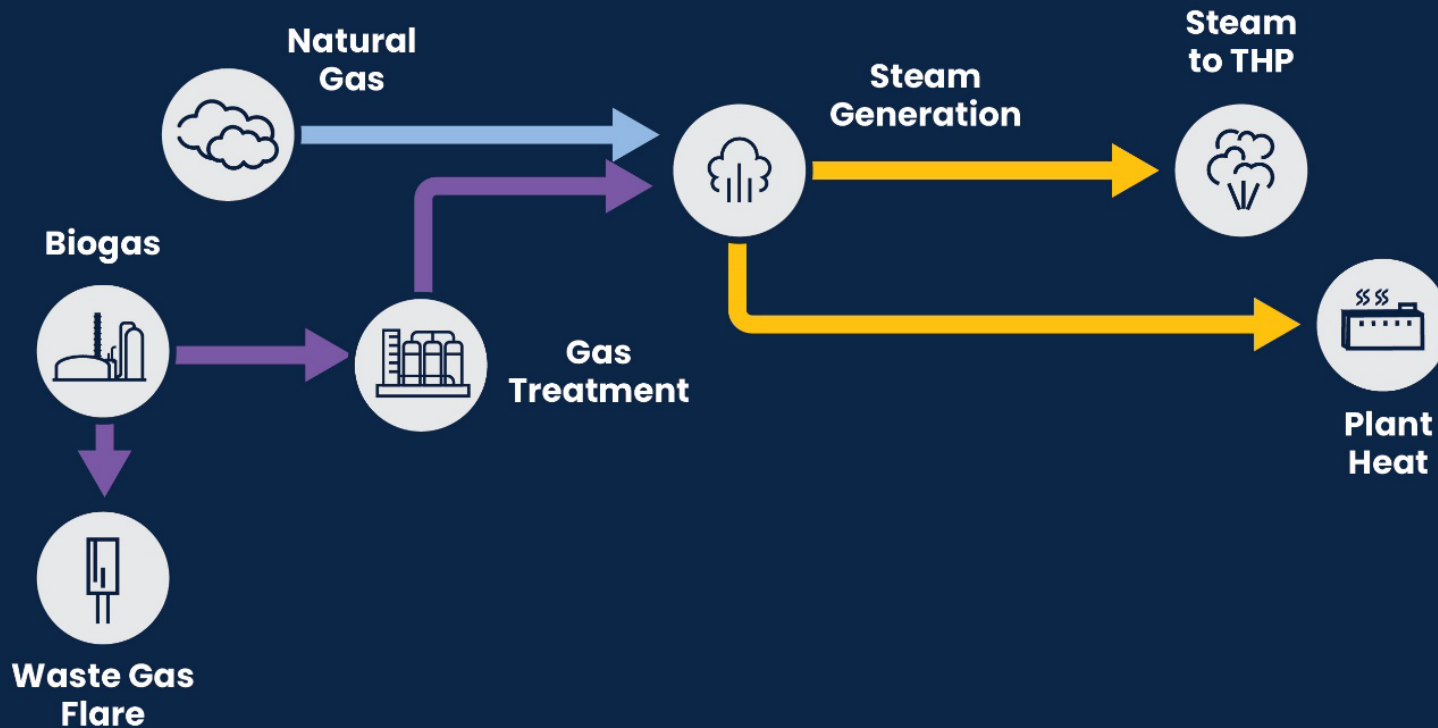 Natural
Gas
Steam
Generation
Steam
to THP
Biogas
Gas
Treatment
Plant
Heat
Waste Gas
Flare